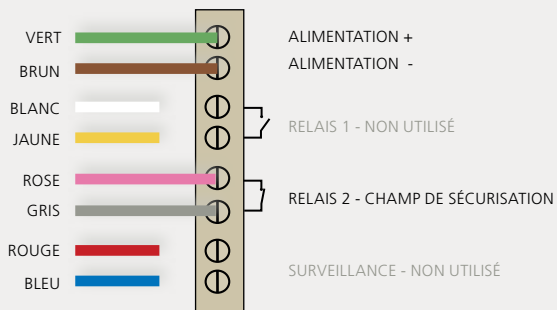 VERT ALIMENTATION +
BRUN ALIMENTATION -
BLANC
JAUNE
RELAIS 1 - NON UTILISÉ
ROSE
GRIS
RELAIS 2 - CHAMP DE SÉCURISATION
ROUGE
BLEU
SURVEILLANCE - NON UTILISÉ